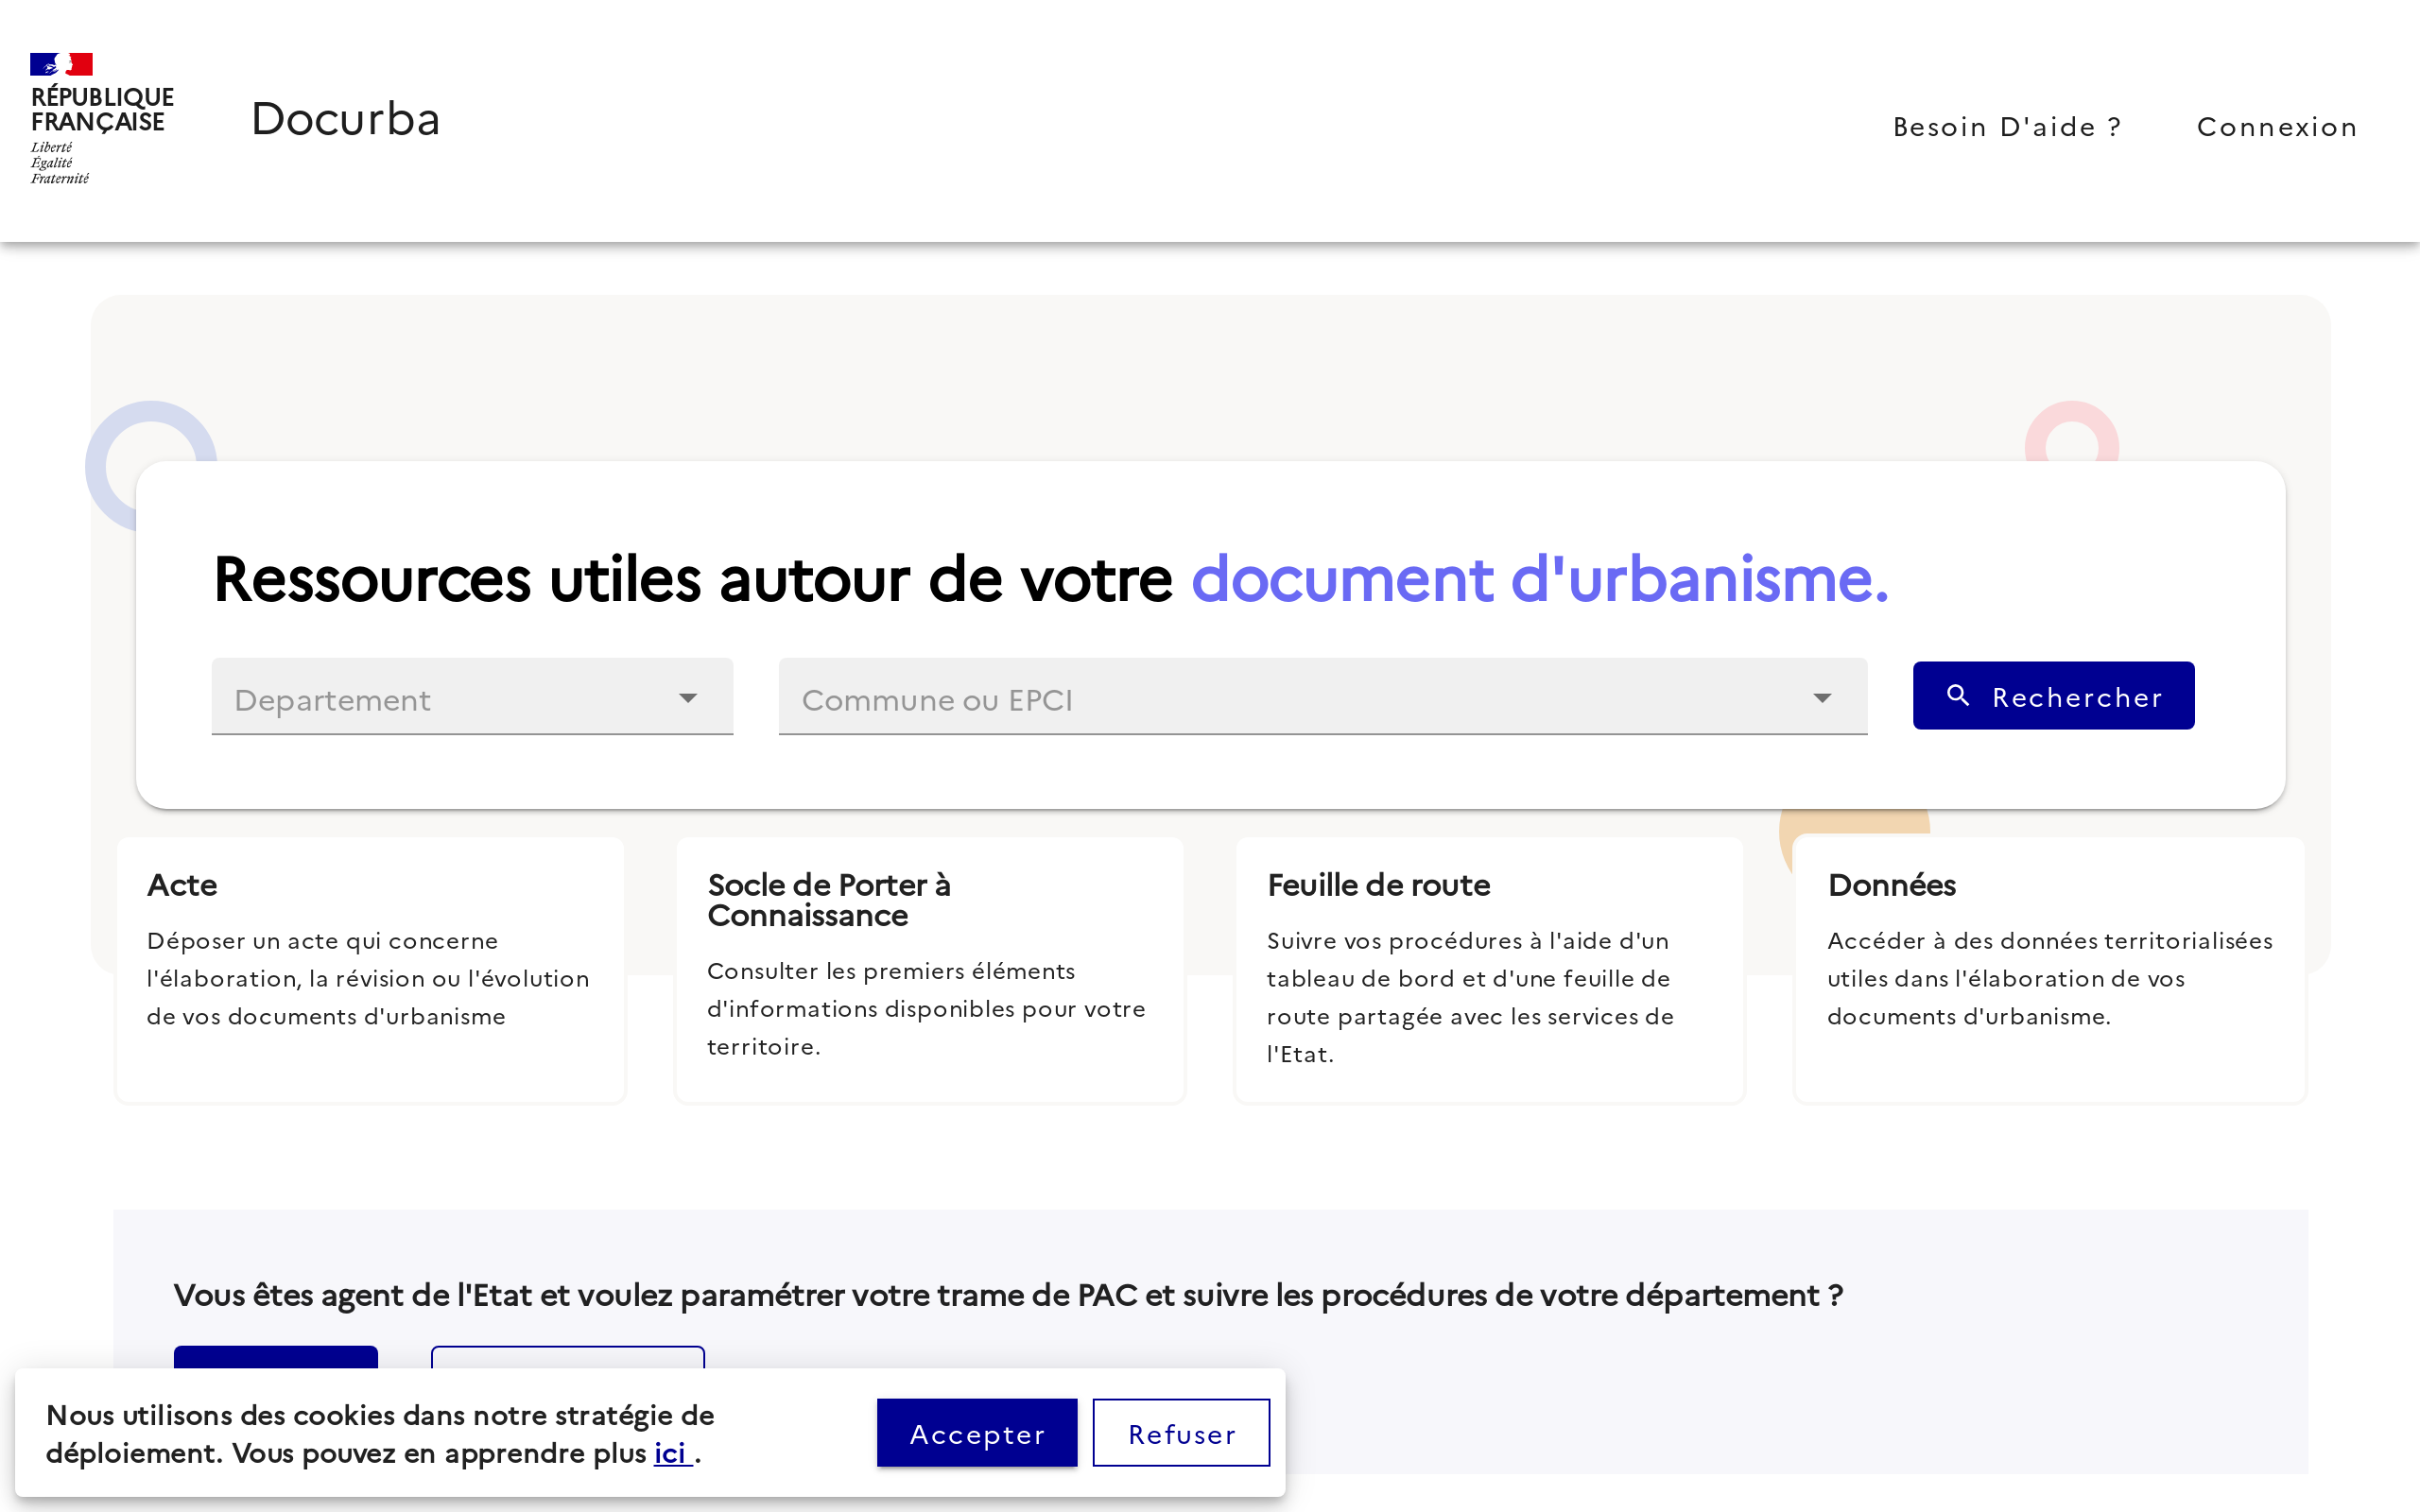 RÉPUBLIQUE
FRANÇAISE
Liberté
Égalité
Fraternité
Docurba
Besoin D'aide ?
Connexion
Ressources utiles autour de votre document d'urbanisme.
Departement
Commune ou EPCI
Rechercher
Acte
Déposer un acte qui concerne
l'élaboration, la révision ou l'évolution
de vos documents d'urbanisme
Socle de Porter à
Connaissance
Consulter les premiers éléments
d'informations disponibles pour votre
territoire.
Feuille de route
Suivre vos procédures à l'aide d'un
tableau de bord et d'une feuille de
route partagée avec les services de
l'Etat.
Données
Accéder à des données territorialisées
utiles dans l'élaboration de vos
documents d'urbanisme.
Vous êtes agent de l'Etat et voulez paramétrer votre trame de PAC et suivre les procédures de votre département ?
Nous utilisons des cookies dans notre stratégie de
déploiement. Vous pouvez en apprendre plus ici .
Accepter
Refuser